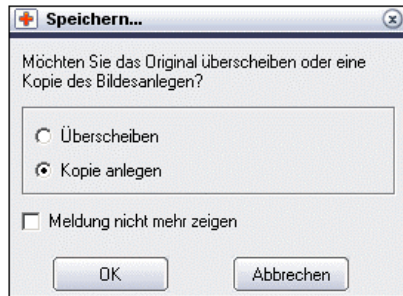 Speichern...
Möchten Sie das Original überscheiben oder eine
Kopie des Bildesanlegen?
Überscheiben
Kopie anlegen
Meldung nicht mehr zeigen
OK Abbrechen